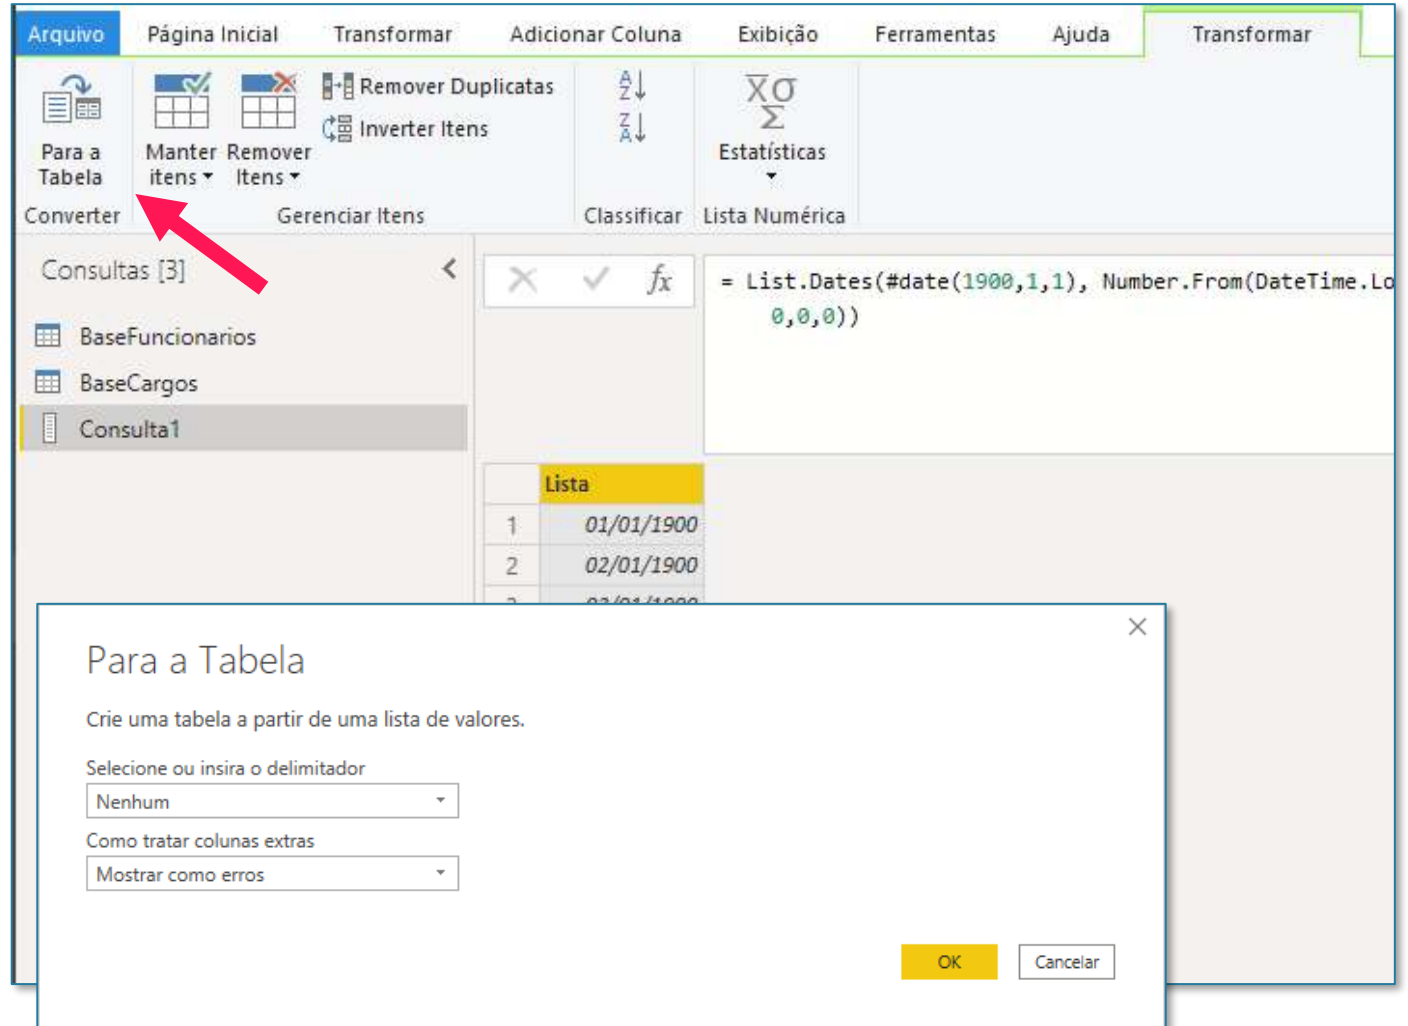 Arquivo Página Inicial Transformar Adicionar Coluna Exibição Ferramentas Ajuda Transformar
Para a Tabela
Manter itens
Remover Itens
Remover Duplicatas
Inverter Itens
Estatísticas
Converter Gerenciar Itens Classificar Lista Numérica
Consultas [3]
BaseFuncionarios
BaseCargos
Consulta1
fx
= List.Dates(#date(1900,1,1), Number.From(DateTime.Lo
0,0,0))
Lista
1 01/01/1900
2 02/01/1900
Para a Tabela
Crie uma tabela a partir de uma lista de valores.
Selecione ou insira o delimitador
Nenhum
Como tratar colunas extras
Mostrar como erros
OK Cancelar